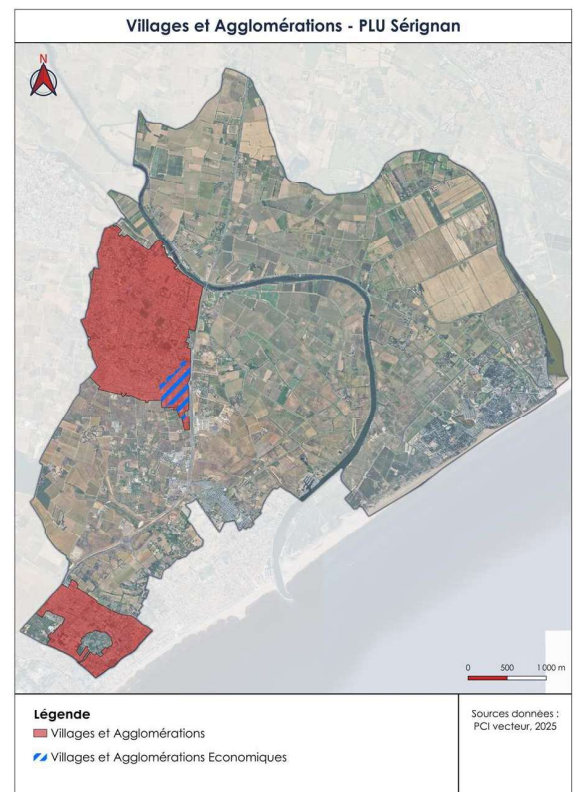 Villages et Agglomérations - PLU Sérignan
N
0 500 1 000 m
Légende
Villages et Agglomérations
Villages et Agglomérations Economiques
Sources données :
PCI vecteur, 2025